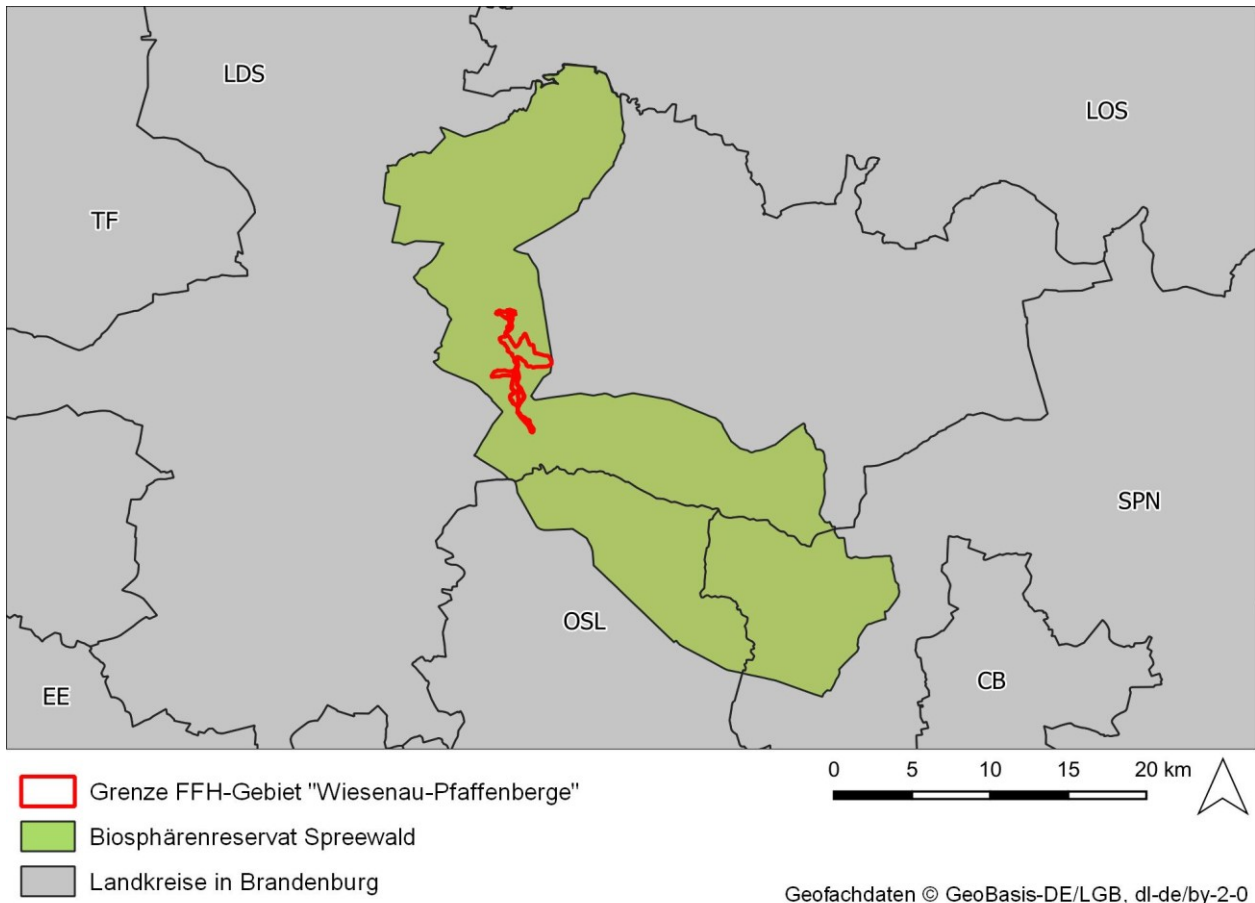 LDS
LOS
TF
SPN
OSL
EE
CB
0 5 10 15 20 km
Grenze FFH-Gebiet "Wiesenau-Pfaffenberge"
Biosphärenreservat Spreewald
Landkreise in Brandenburg
Geofachdaten © GeoBasis-DE/LGB, dl-de/by-2-0